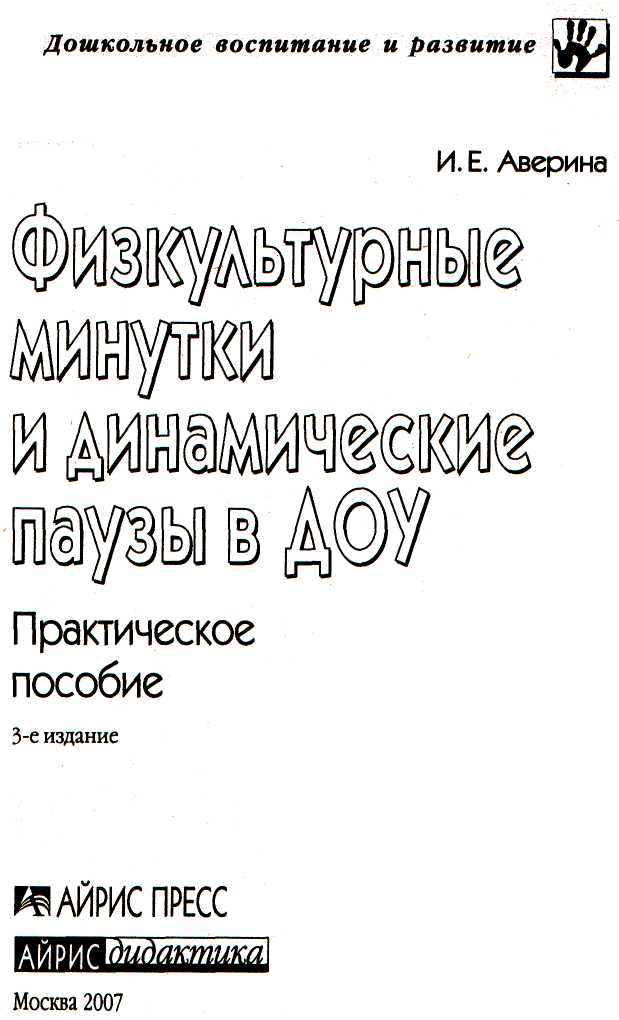 Дошкольное воспитание и развитие
И. Е. Аверина
Физкультурные
минутки
и динамические
паузы в ДОУ
Практическое
пособие
3-е издание
АЙРИС ПРЕСС
АЙРИС дидактика
Москва 2007